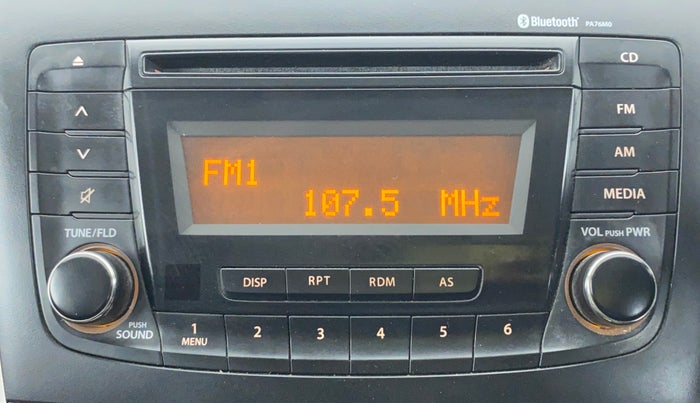 Bluetooth PA76M0
CD
FM
AM
MEDIA
FM1
107.5 MHz
TUNE/FLD
VOL PUSH PWR
DISP RPT RDM AS
PUSH
SOUND
1 2 3 4 5 6
MENU